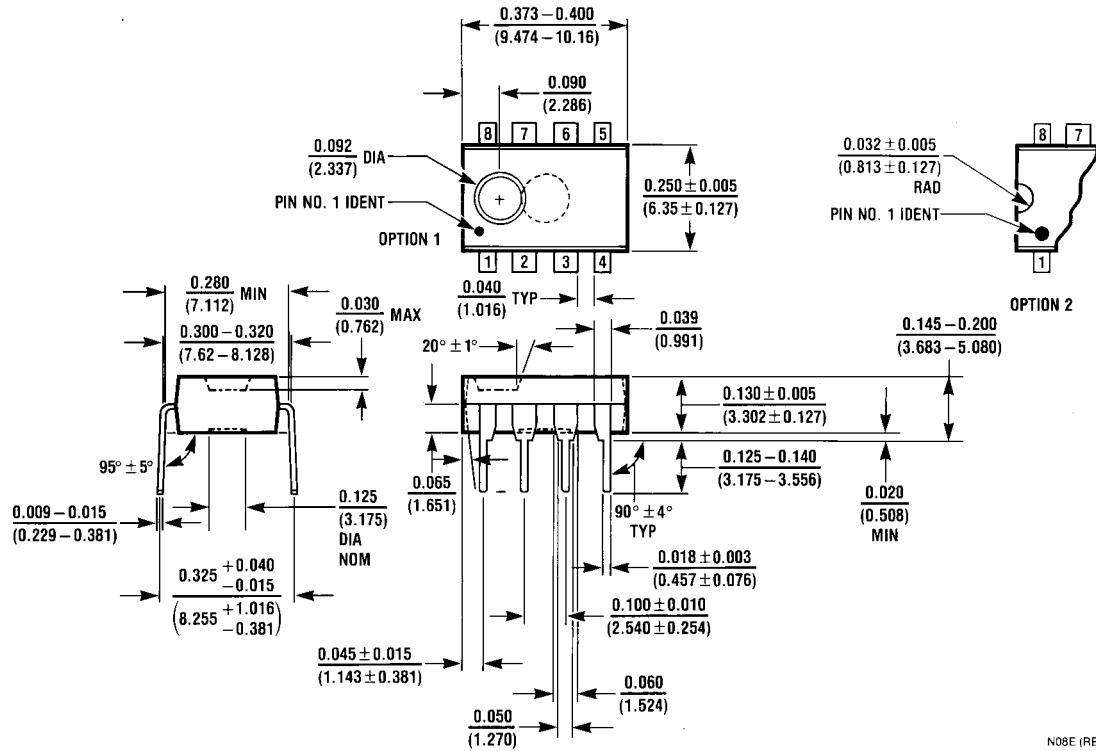 0.373 – 0.400
(9.474 – 10.16)
0.090
(2.286)
8 7 6 5
0.092 DIA
(2.337)
PIN NO. 1 IDENT
OPTION 1
0.250 ± 0.005
(6.35 ± 0.127)
1 2 3 4
8 7
0.032 ± 0.005
(0.813 ± 0.127)
RAD
PIN NO. 1 IDENT
1
OPTION 2
0.280 MIN
(7.112)
0.300 – 0.320
(7.62 – 8.128)
0.030 MAX
(0.762)
95° ± 5°
0.009 – 0.015
(0.229 – 0.381)
0.125
(3.175)
DIA
NOM
0.325 +0.040
–0.015
(8.255 +1.016
–0.381)
0.040 TYP
(1.016)
0.039
(0.991)
20° ± 1°
0.145 – 0.200
(3.683 – 5.080)
0.130 ± 0.005
(3.302 ± 0.127)
0.125 – 0.140
(3.175 – 3.556)
0.020
(0.508)
MIN
0.065
(1.651)
90° ± 4°
TYP
0.018 ± 0.003
(0.457 ± 0.076)
0.100 ± 0.010
(2.540 ± 0.254)
0.045 ± 0.015
(1.143 ± 0.381)
0.060
(1.524)
0.050
(1.270)
N08E (RE